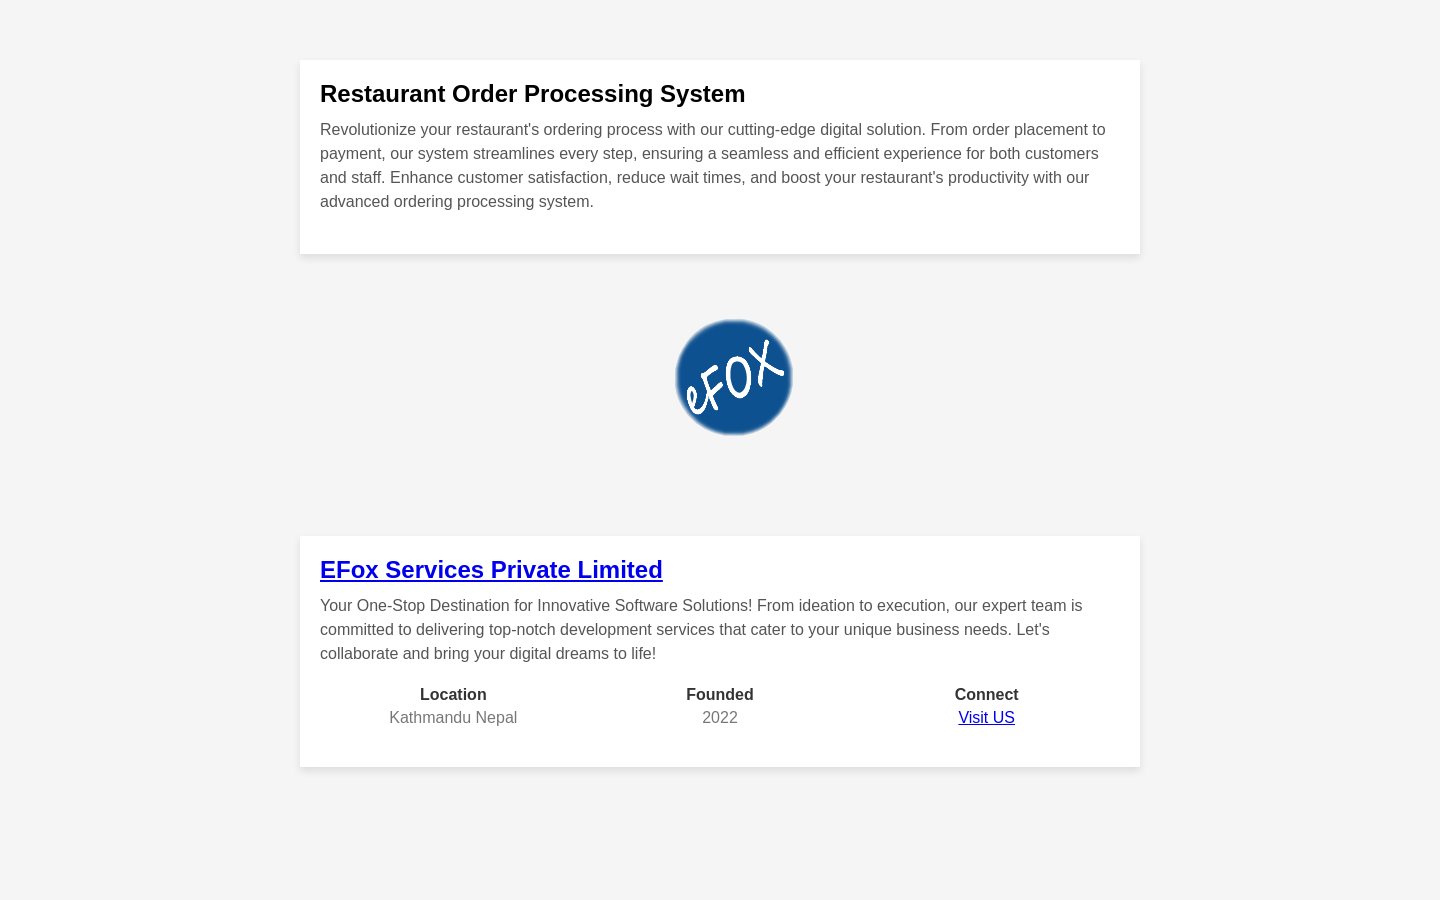 Restaurant Order Processing System
Revolutionize your restaurant's ordering process with our cutting-edge digital solution. From order placement to
payment, our system streamlines every step, ensuring a seamless and efficient experience for both customers
and staff. Enhance customer satisfaction, reduce wait times, and boost your restaurant's productivity with our
advanced ordering processing system.
eFOX
EFox Services Private Limited
Your One-Stop Destination for Innovative Software Solutions! From ideation to execution, our expert team is
committed to delivering top-notch development services that cater to your unique business needs. Let's
collaborate and bring your digital dreams to life!
Location Founded Connect
Kathmandu Nepal 2022 Visit US